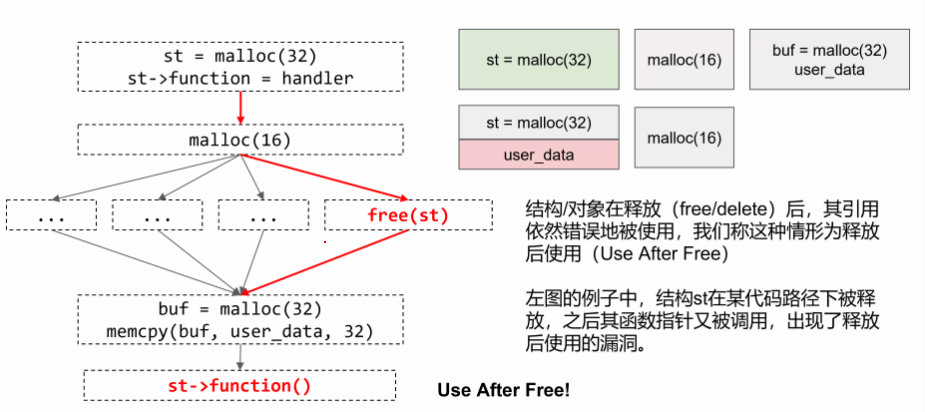 st = malloc(32)
st->function = handler
malloc(16)
...
...
...
free(st)
buf = malloc(32)
memcpy(buf, user_data, 32)
st->function()
st = malloc(32)
malloc(16)
buf = malloc(32)
user_data
st = malloc(32)
user_data
malloc(16)
结构/对象在释放（free/delete）后，其引用
依然错误地被使用，我们称这种情形为释放
后使用（Use After Free）
左图的例子中，结构st在某代码路径下被释
放，之后其函数指针又被调用，出现了释放
后使用的漏洞。
Use After Free!